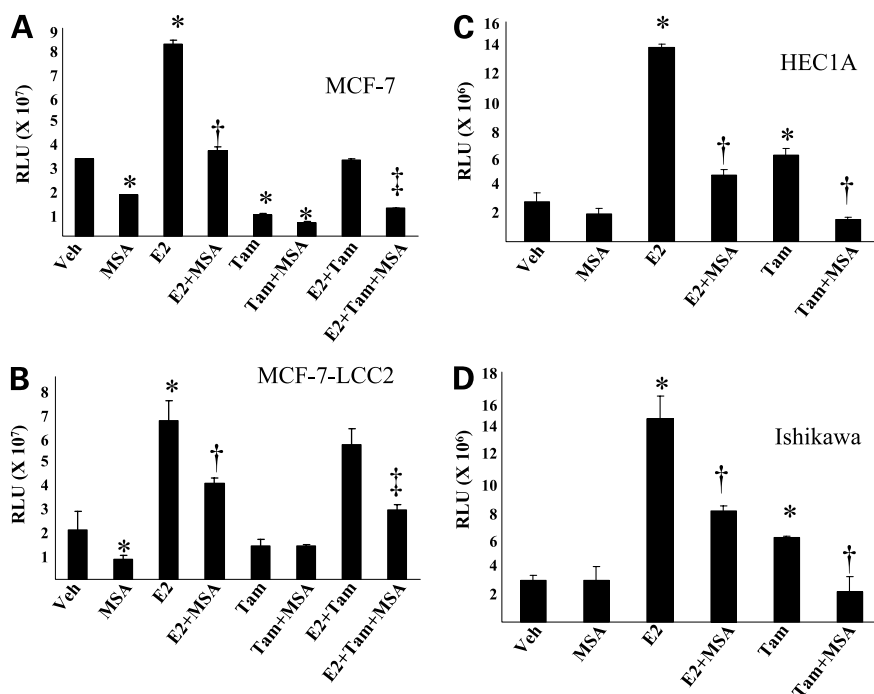 A
RLU (X 10⁷)
9
8
7
6
5
4
3
2
1
MCF-7
*
*
†
*
*
‡
Veh
MSA
E2
E2+MSA
Tam
Tam+MSA
E2+Tam
E2+Tam+MSA
B
RLU (X 10⁷)
8
7
6
5
4
3
2
1
MCF-7-LCC2
*
*
†
‡
Veh
MSA
E2
E2+MSA
Tam
Tam+MSA
E2+Tam
E2+Tam+MSA
C
RLU (X 10⁶)
16
14
12
10
8
6
4
2
HEC1A
*
†
*
†
Veh
MSA
E2
E2+MSA
Tam
Tam+MSA
D
RLU (X 10⁶)
18
16
14
10
8
6
4
2
Ishikawa
*
†
*
†
Veh
MSA
E2
E2+MSA
Tam
Tam+MSA